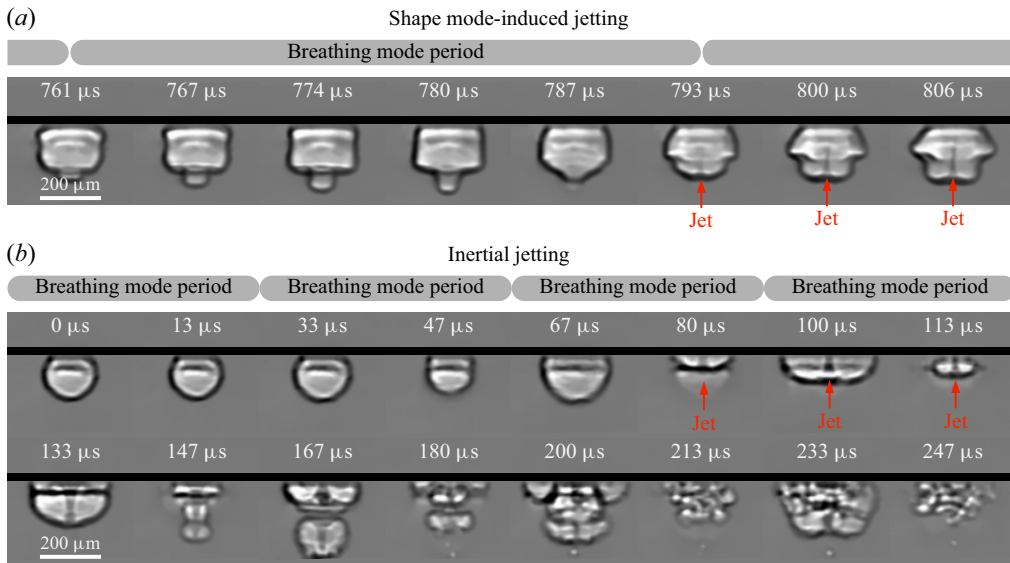 (a)
Shape mode-induced jetting
Breathing mode period
761 μs 767 μs 774 μs 780 μs 787 μs 793 μs 800 μs 806 μs
200 μm
Jet Jet Jet
(b)
Inertial jetting
Breathing mode period Breathing mode period Breathing mode period Breathing mode period
0 μs 13 μs 33 μs 47 μs 67 μs 80 μs 100 μs 113 μs
Jet Jet Jet
133 μs 147 μs 167 μs 180 μs 200 μs 213 μs 233 μs 247 μs
200 μm